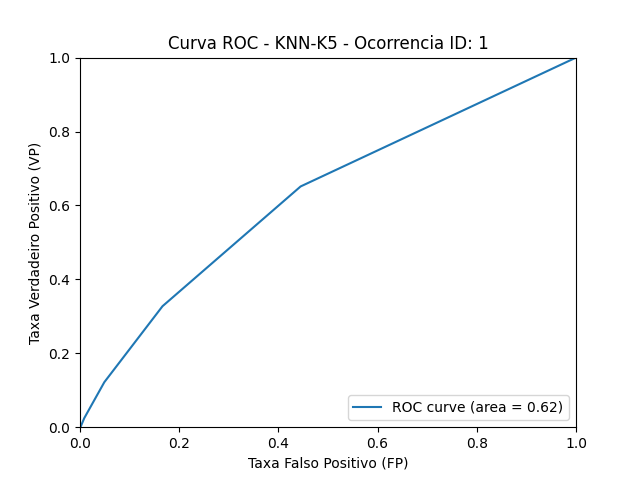 Curva ROC - KNN-K5 - Ocorrencia ID: 1
1.0
0.8
0.6
0.4
0.2
0.0
Taxa Verdadeiro Positivo (VP)
ROC curve (area = 0.62)
0.0 0.2 0.4 0.6 0.8 1.0
Taxa Falso Positivo (FP)